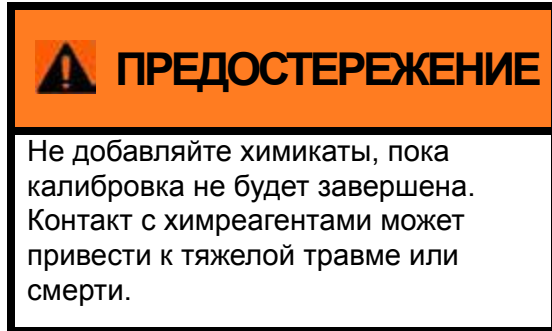 ПРЕДОСТЕРЕЖЕНИЕ
Не добавляйте химикаты, пока
калибровка не будет завершена.
Контакт с химреагентами может
привести к тяжелой травме или
смерти.